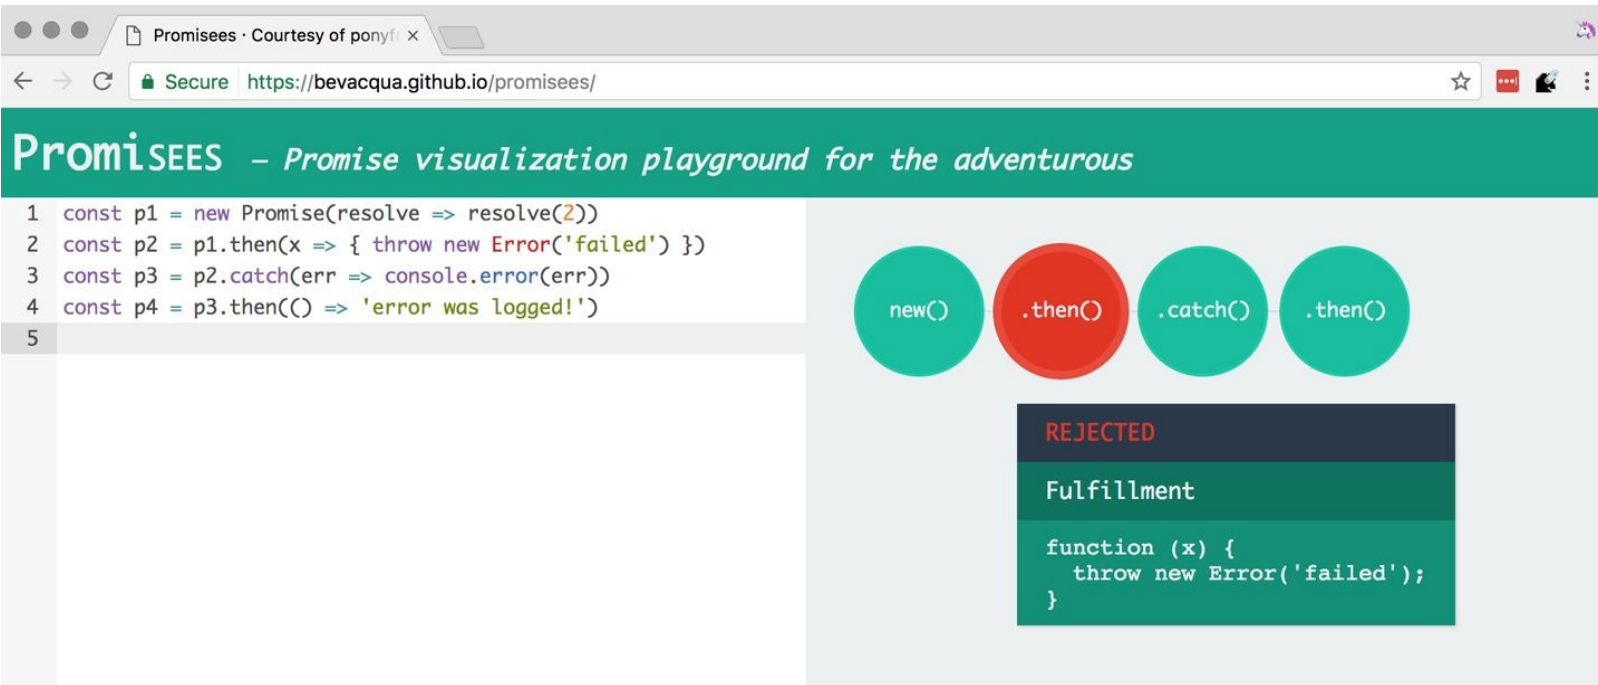 Promisees · Courtesy of ponyf
Secure https://bevacqua.github.io/promisees/
PromiSEES — Promise visualization playground for the adventurous
1 const p1 = new Promise(resolve => resolve(2))
2 const p2 = p1.then(x => { throw new Error('failed') })
3 const p3 = p2.catch(err => console.error(err))
4 const p4 = p3.then(() => 'error was logged!')
5
new() .then() .catch() .then()
REJECTED
Fulfillment
function (x) {
  throw new Error('failed');
}